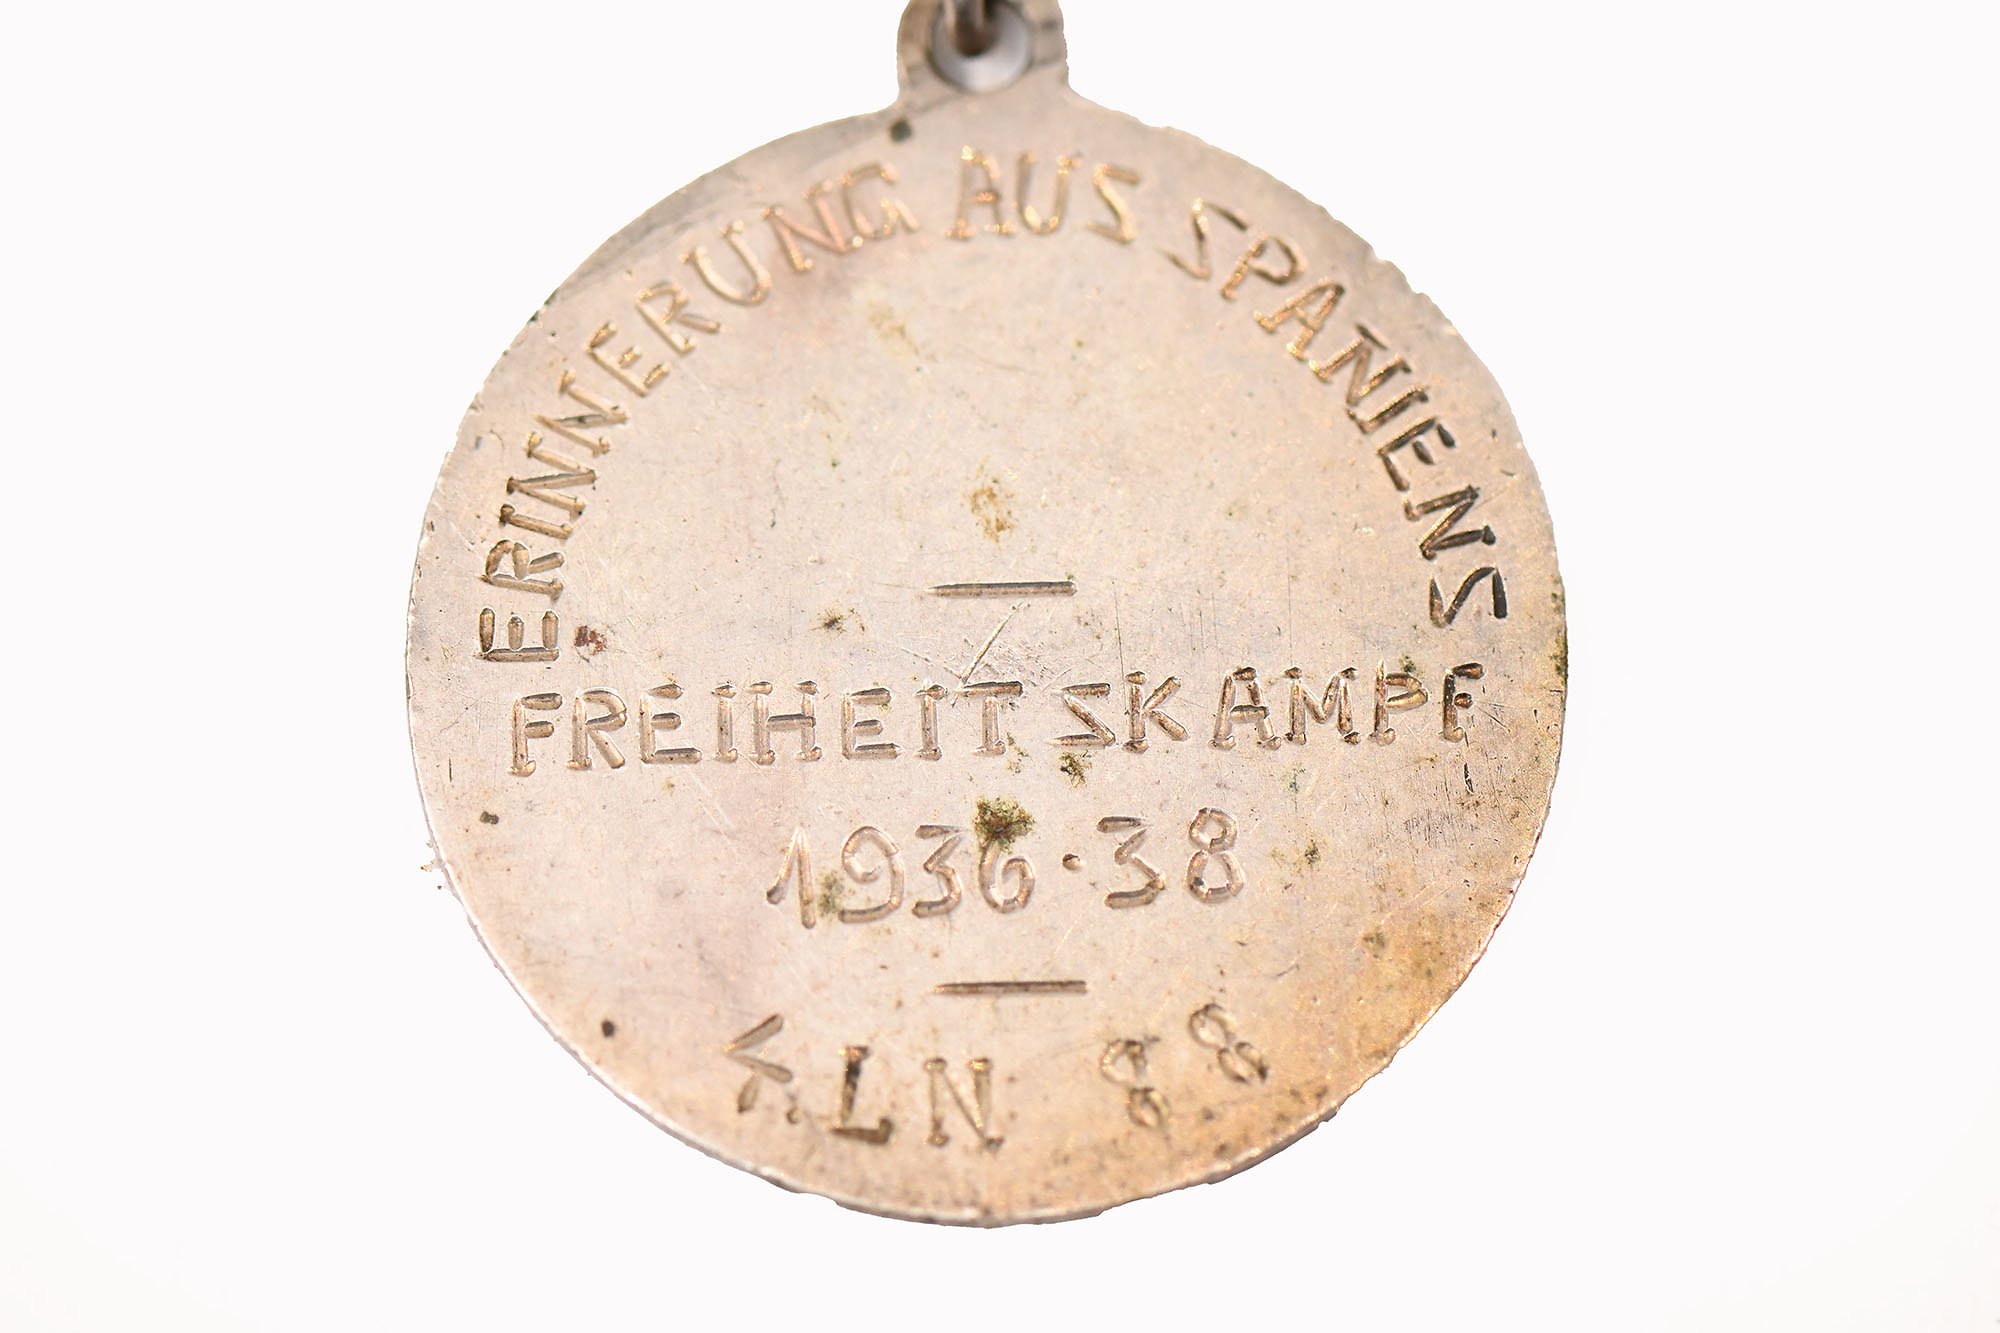 ERINNERUNG AUS SPANIENS
FREIHEITSKAMPF
1936·38
LN 88